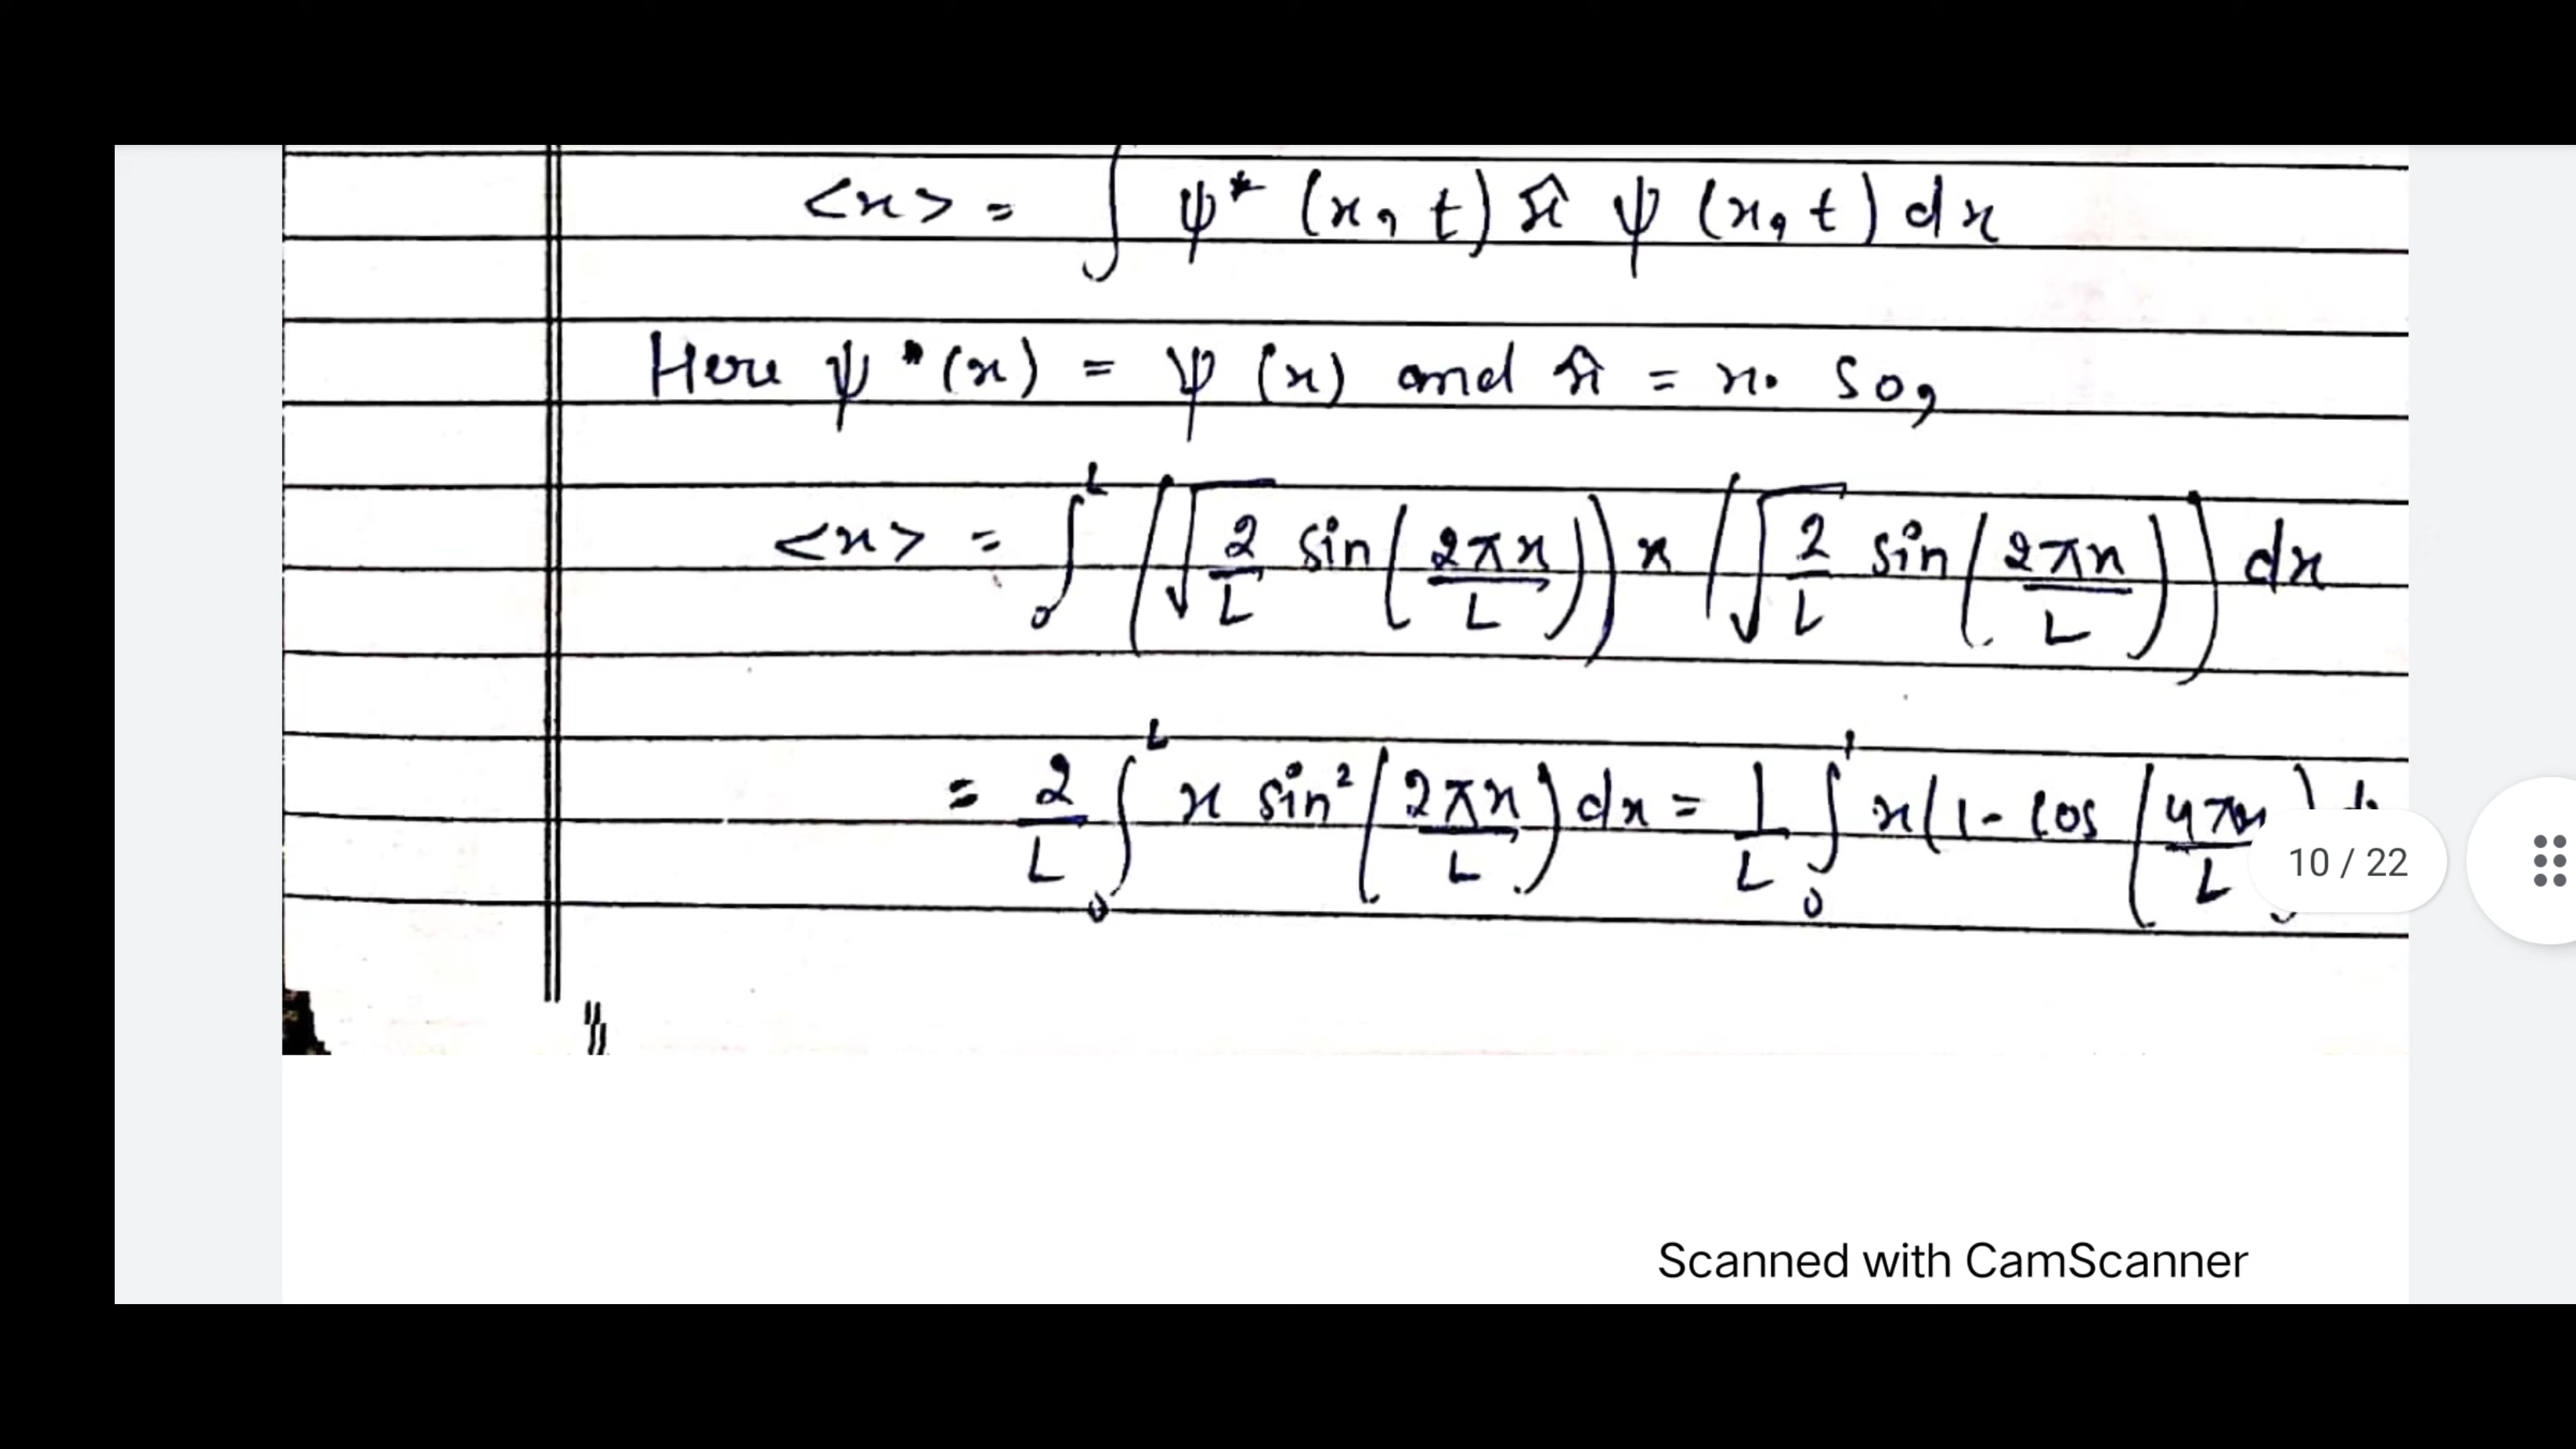 <x> = ∫ ψ* (x, t) x̂ ψ (x, t) dx
Here ψ*(x) = ψ (x) and x̂ = x. So,
<x> = ∫₀ᴸ (√(2/L) sin(2πx/L)) x (√(2/L) sin(2πx/L)) dx
= 2/L ∫₀ᴸ x sin²(2πx/L) dx = 1/L ∫₀ x(1 - cos(4πx/L)
10 / 22
Scanned with CamScanner